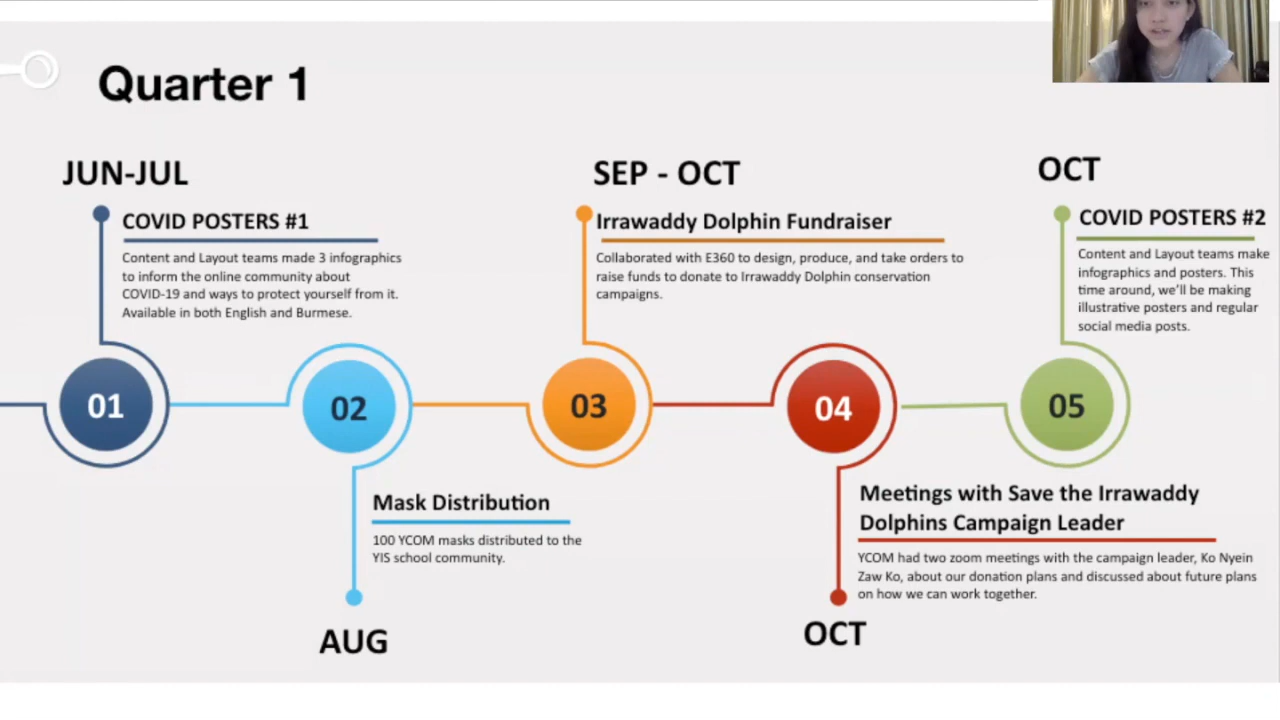 Quarter 1
JUN-JUL
COVID POSTERS #1
Content and Layout teams made 3 infographics
to inform the online community about
COVID-19 and ways to protect yourself from it.
Available in both English and Burmese.
01
02
Mask Distribution
100 YCOM masks distributed to the
YIS school community.
AUG
SEP - OCT
Irrawaddy Dolphin Fundraiser
Collaborated with E360 to design, produce, and take orders to
raise funds to donate to Irrawaddy Dolphin conservation
campaigns.
03
04
Meetings with Save the Irrawaddy
Dolphins Campaign Leader
YCOM had two zoom meetings with the campaign leader, Ko Nyein
Zaw Ko, about our donation plans and discussed about future plans
on how we can work together.
OCT
OCT
COVID POSTERS #2
Content and Layout teams make
infographics and posters. This
time around, we'll be making
illustrative posters and regular
social media posts.
05